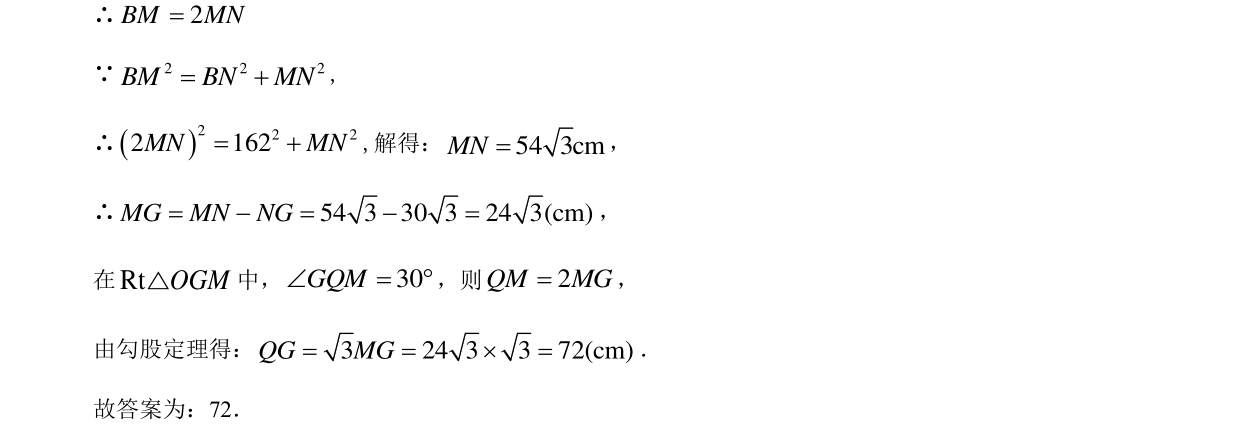 ∴ BM = 2MN
∵ BM² = BN² + MN²，
∴ (2MN)² = 162² + MN² ,解得： MN = 54√3cm，
∴ MG = MN − NG = 54√3 − 30√3 = 24√3(cm)，
在 Rt△OGM 中，∠GQM = 30°，则 QM = 2MG，
由勾股定理得： QG = √3MG = 24√3 × √3 = 72(cm)．
故答案为：72．